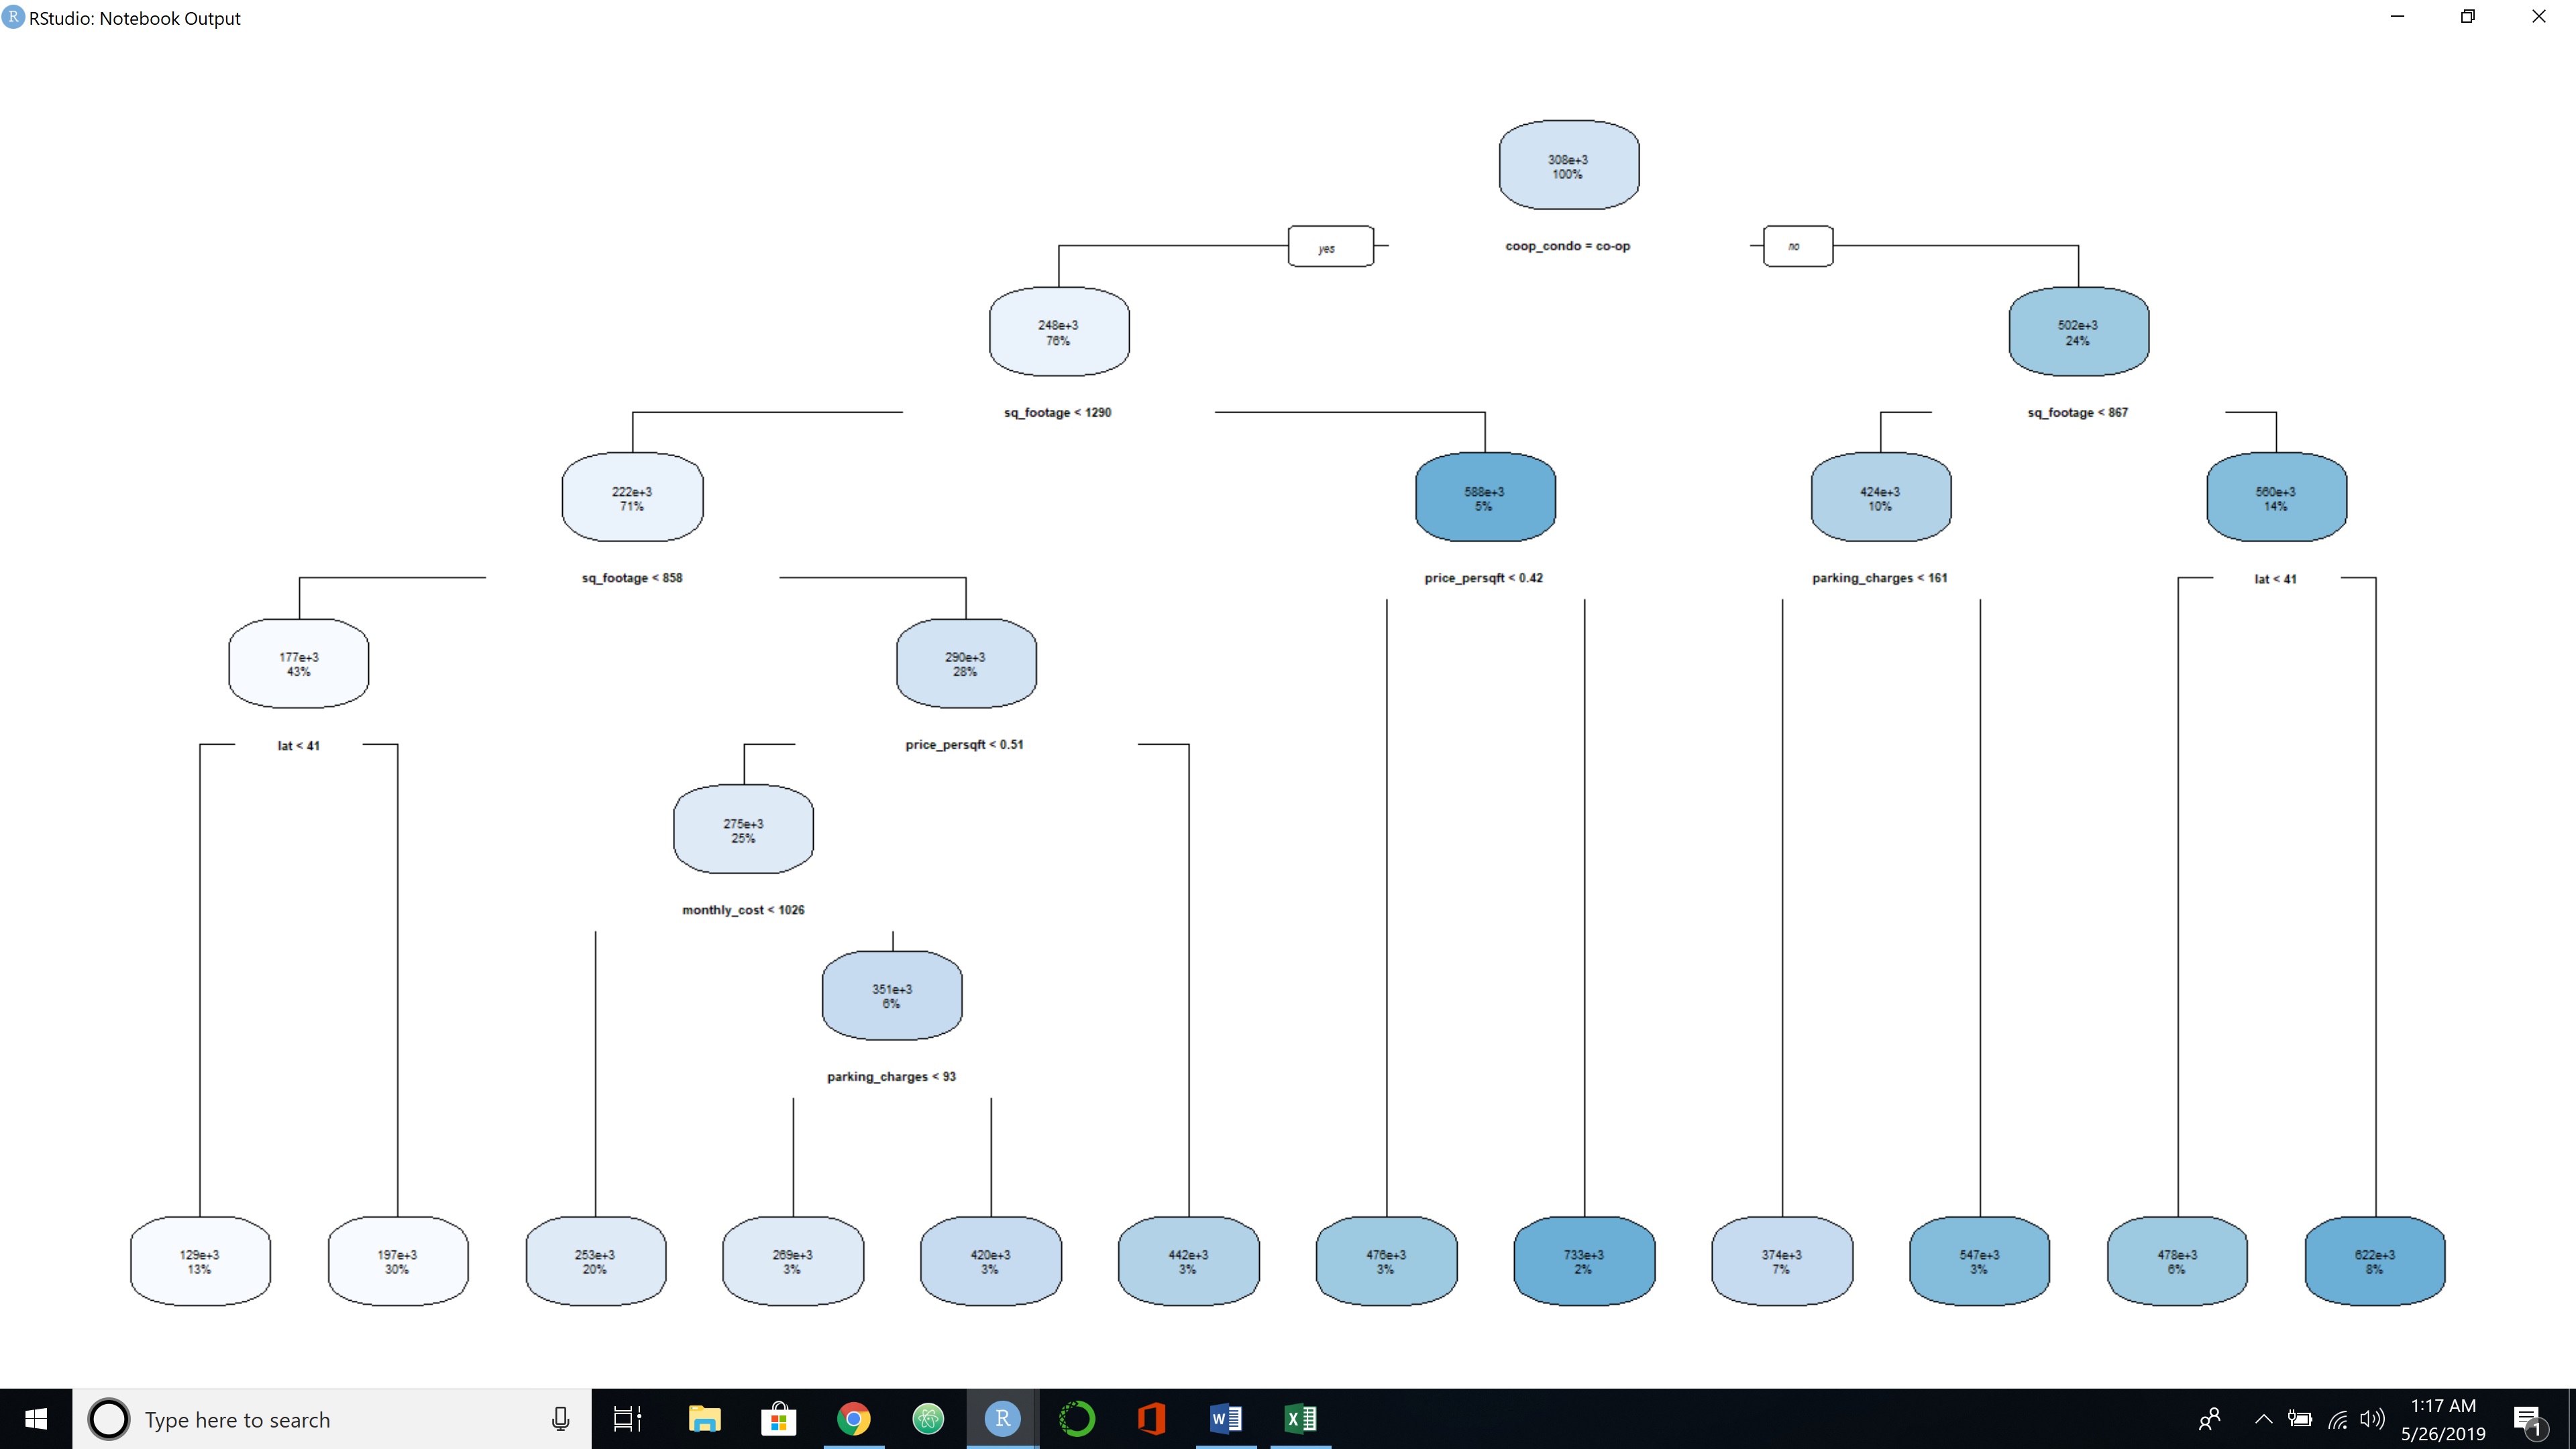 R RStudio: Notebook Output
308e+3
100%
yes
coop_condo = co-op
no
248e+3
76%
502e+3
24%
sq_footage < 1290
sq_footage < 867
222e+3
71%
588e+3
5%
424e+3
10%
560e+3
14%
sq_footage < 858
price_persqft < 0.42
parking_charges < 161
lat < 41
177e+3
43%
290e+3
28%
lat < 41
price_persqft < 0.51
275e+3
25%
monthly_cost < 1026
351e+3
6%
parking_charges < 93
129e+3
13%
197e+3
30%
253e+3
20%
269e+3
3%
420e+3
3%
442e+3
3%
476e+3
3%
733e+3
2%
374e+3
7%
547e+3
3%
478e+3
6%
622e+3
8%
Type here to search
R
W
X
1:17 AM
5/26/2019
1